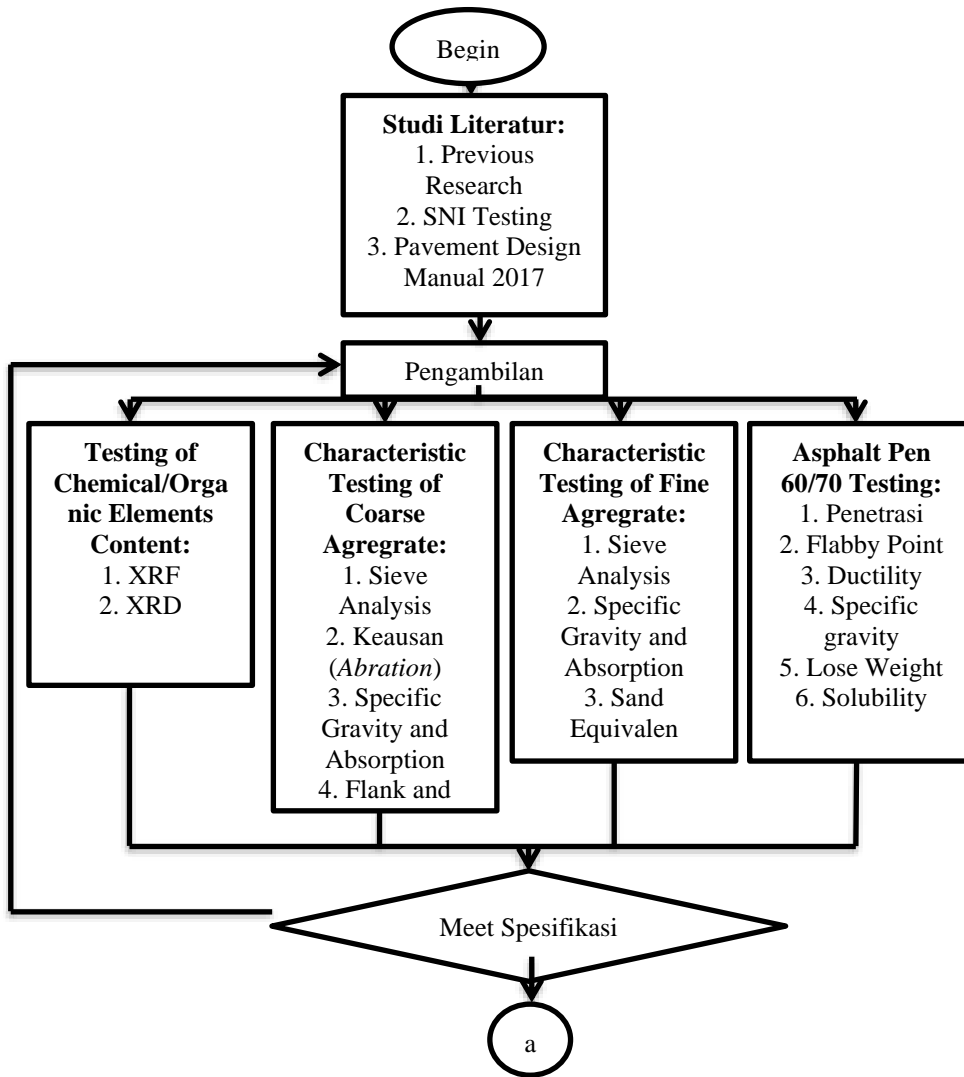 Begin
Studi Literatur:
1. Previous
Research
2. SNI Testing
3. Pavement Design
Manual 2017
Pengambilan
Testing of
Chemical/Orga
nic Elements
Content:
1. XRF
2. XRD
Characteristic
Testing of
Coarse
Agregrate:
1. Sieve
Analysis
2. Keausan
(Abration)
3. Specific
Gravity and
Absorption
4. Flank and
Characteristic
Testing of Fine
Agregrate:
1. Sieve
Analysis
2. Specific
Gravity and
Absorption
3. Sand
Equivalen
Asphalt Pen
60/70 Testing:
1. Penetrasi
2. Flabby Point
3. Ductility
4. Specific
gravity
5. Lose Weight
6. Solubility
Meet Spesifikasi
a